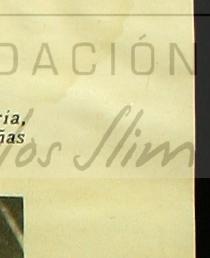 DACIÓN
ria,
ñas
los Slim